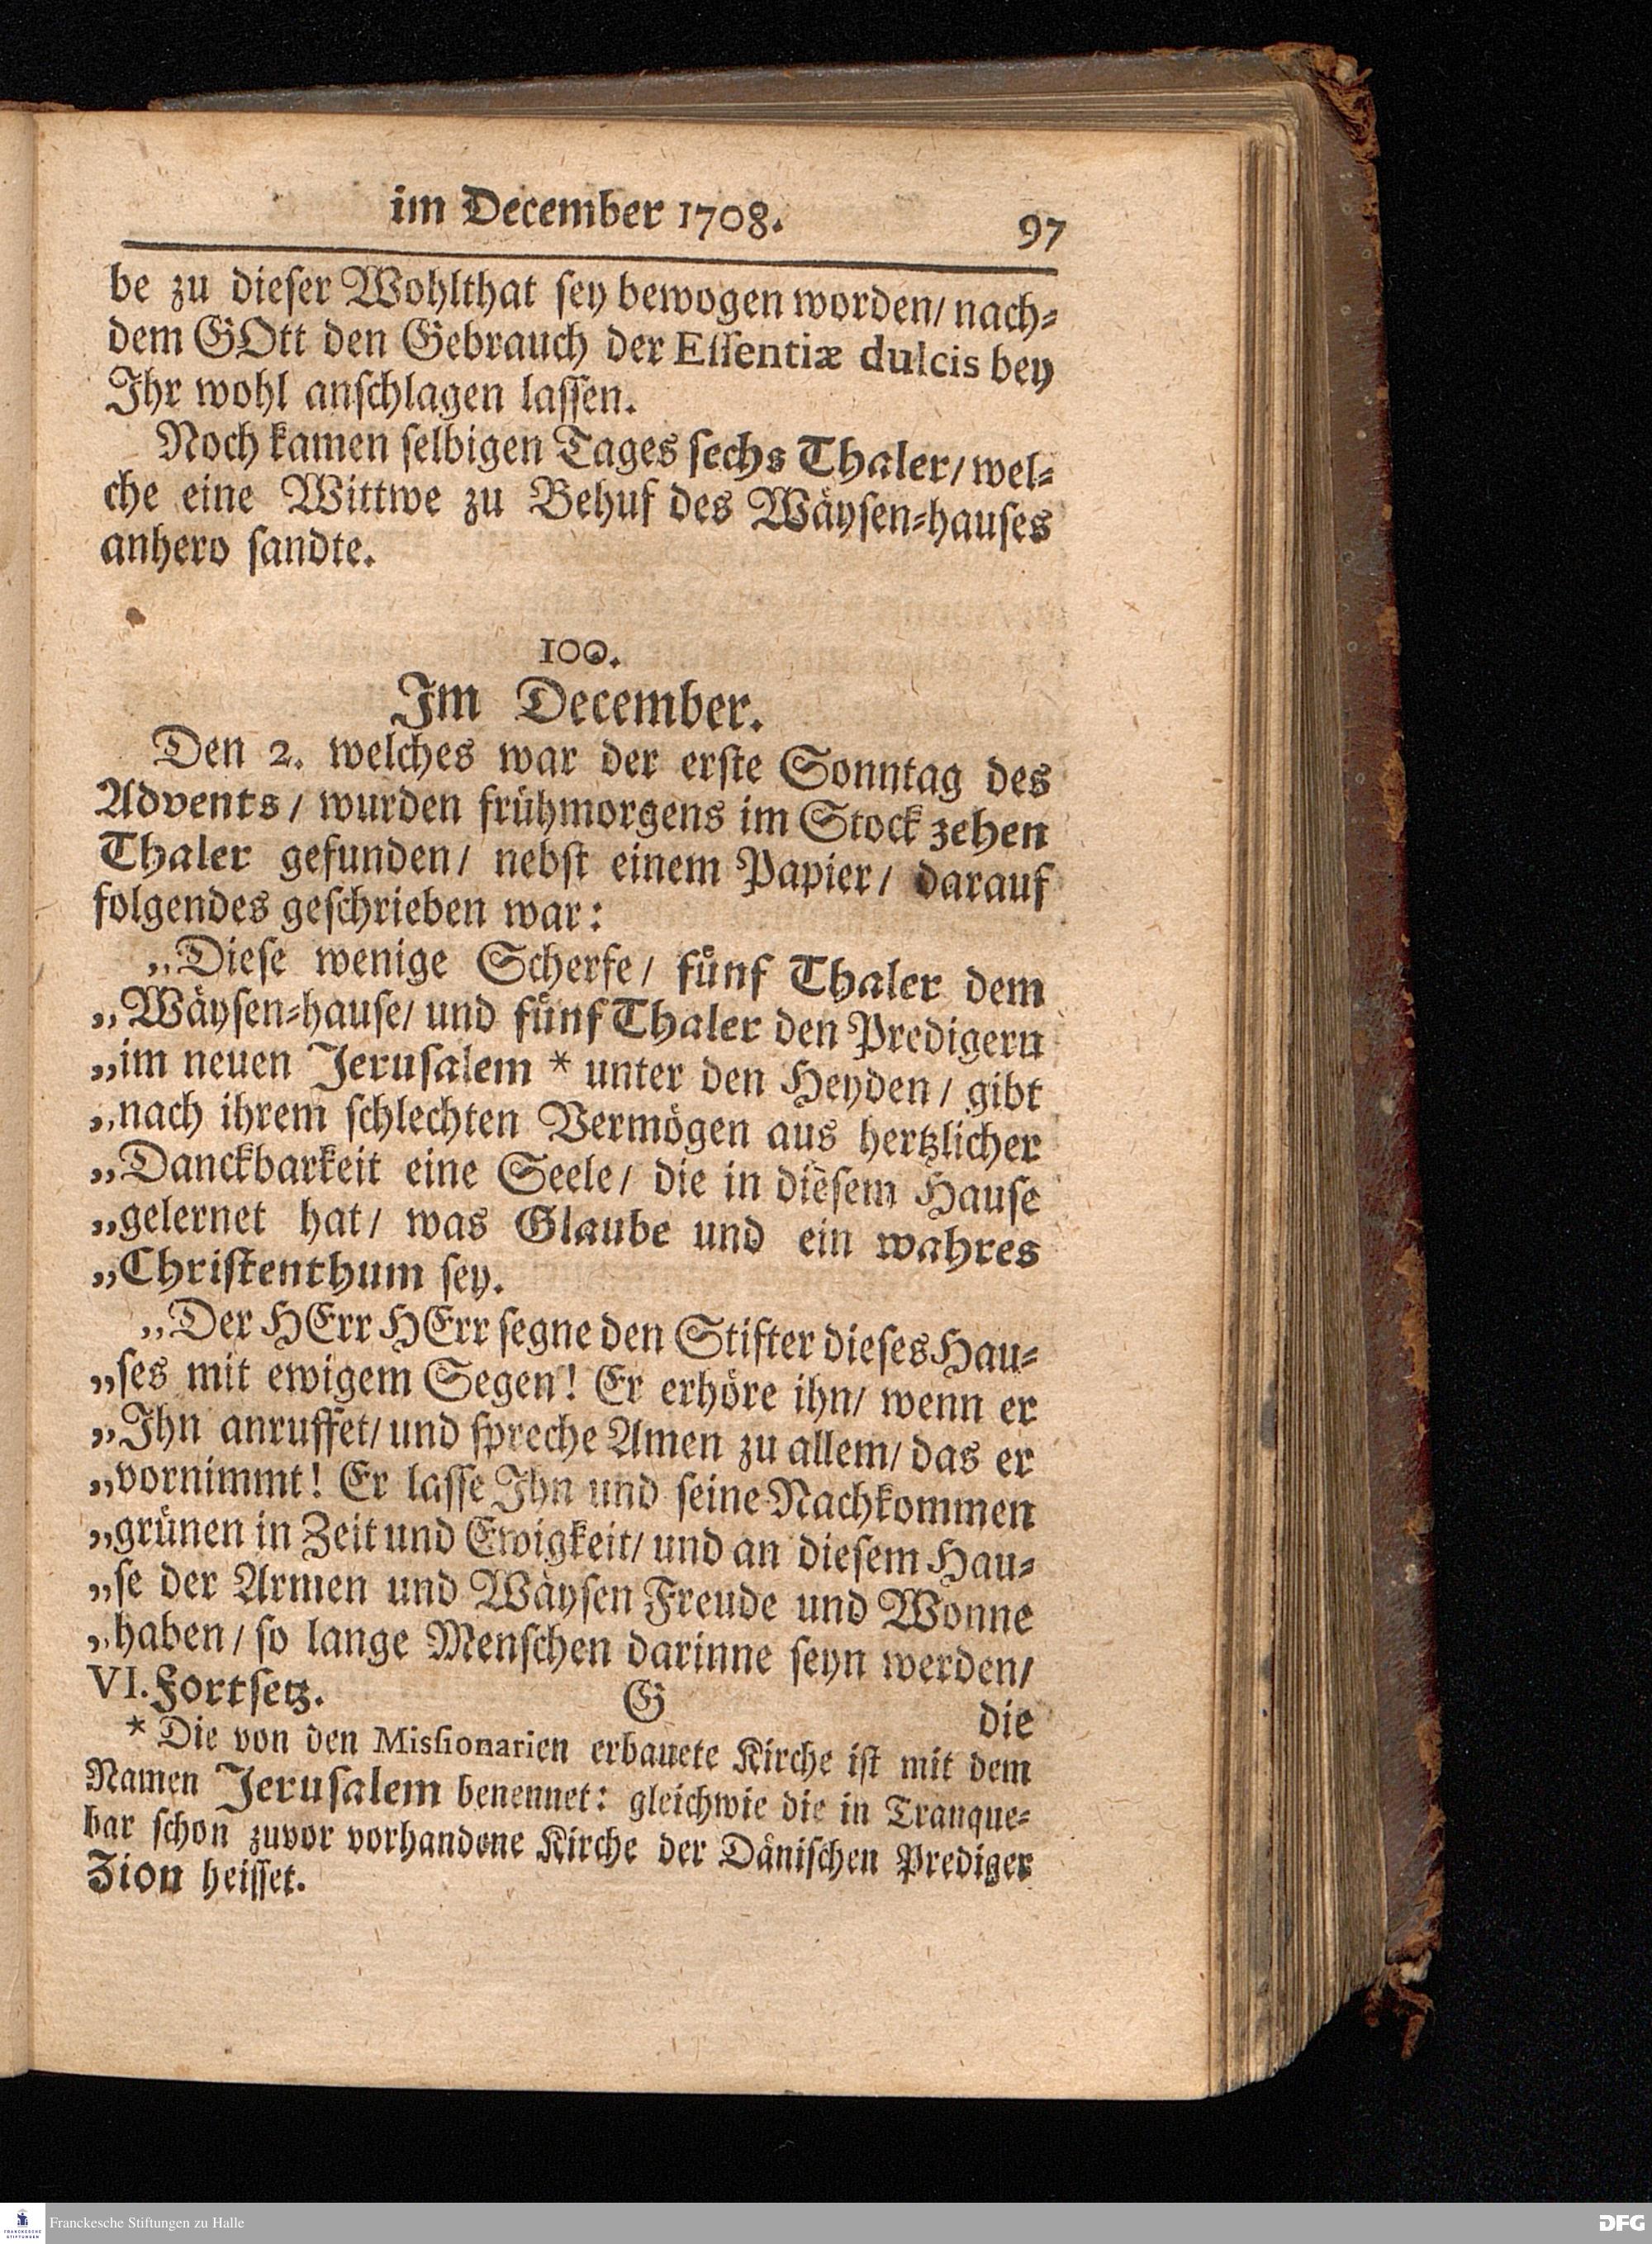 im December 1708. 97
be zu dieser Wohlthat sey bewogen worden/ nach-
dem GOtt den Gebrauch der Essentiæ dulcis bey
Ihr wohl anschlagen lassen.
Noch kamen selbigen Tages sechs Thaler/ wel-
che eine Wittwe zu Behuf des Wäysen-hauses
anhero sandte.
100.
Im December.
Den 2. welches war der erste Sonntag des
Advents/ wurden frühmorgens im Stock zehen
Thaler gefunden/ nebst einem Papier/ darauf
folgendes geschrieben war:
„Diese wenige Scherfe/ fünf Thaler dem
„Wäysen-hause/ und fünf Thaler den Predigern
„im neuen Jerusalem * unter den Heyden/ gibt
„nach ihrem schlechten Vermögen aus hertzlicher
„Danckbarkeit eine Seele/ die in diesem Hause
„gelernet hat/ was Glaube und ein wahres
„Christenthum sey.
„Der HErr HErr segne den Stifter dieses Hau-
„ses mit ewigem Segen! Er erhöre ihn/ wenn er
„Ihn anruffet/ und spreche Amen zu allem/ das er
„vornimmt! Er lasse Ihn und seine Nachkommen
„grünen in Zeit und Ewigkeit/ und an diesem Hau-
„se der Armen und Wäysen Freude und Wonne
„haben/ so lange Menschen darinne seyn werden/
VI. Fortsetz. G die
* Die von den Missionarien erbauete Kirche ist mit dem
Namen Jerusalem benennet: gleichwie die in Tranque-
bar schon zuvor vorhandene Kirche der Dänischen Prediger
Zion heisset.
FRANCKESCHE
STIFTUNGEN
Franckesche Stiftungen zu Halle
DFG